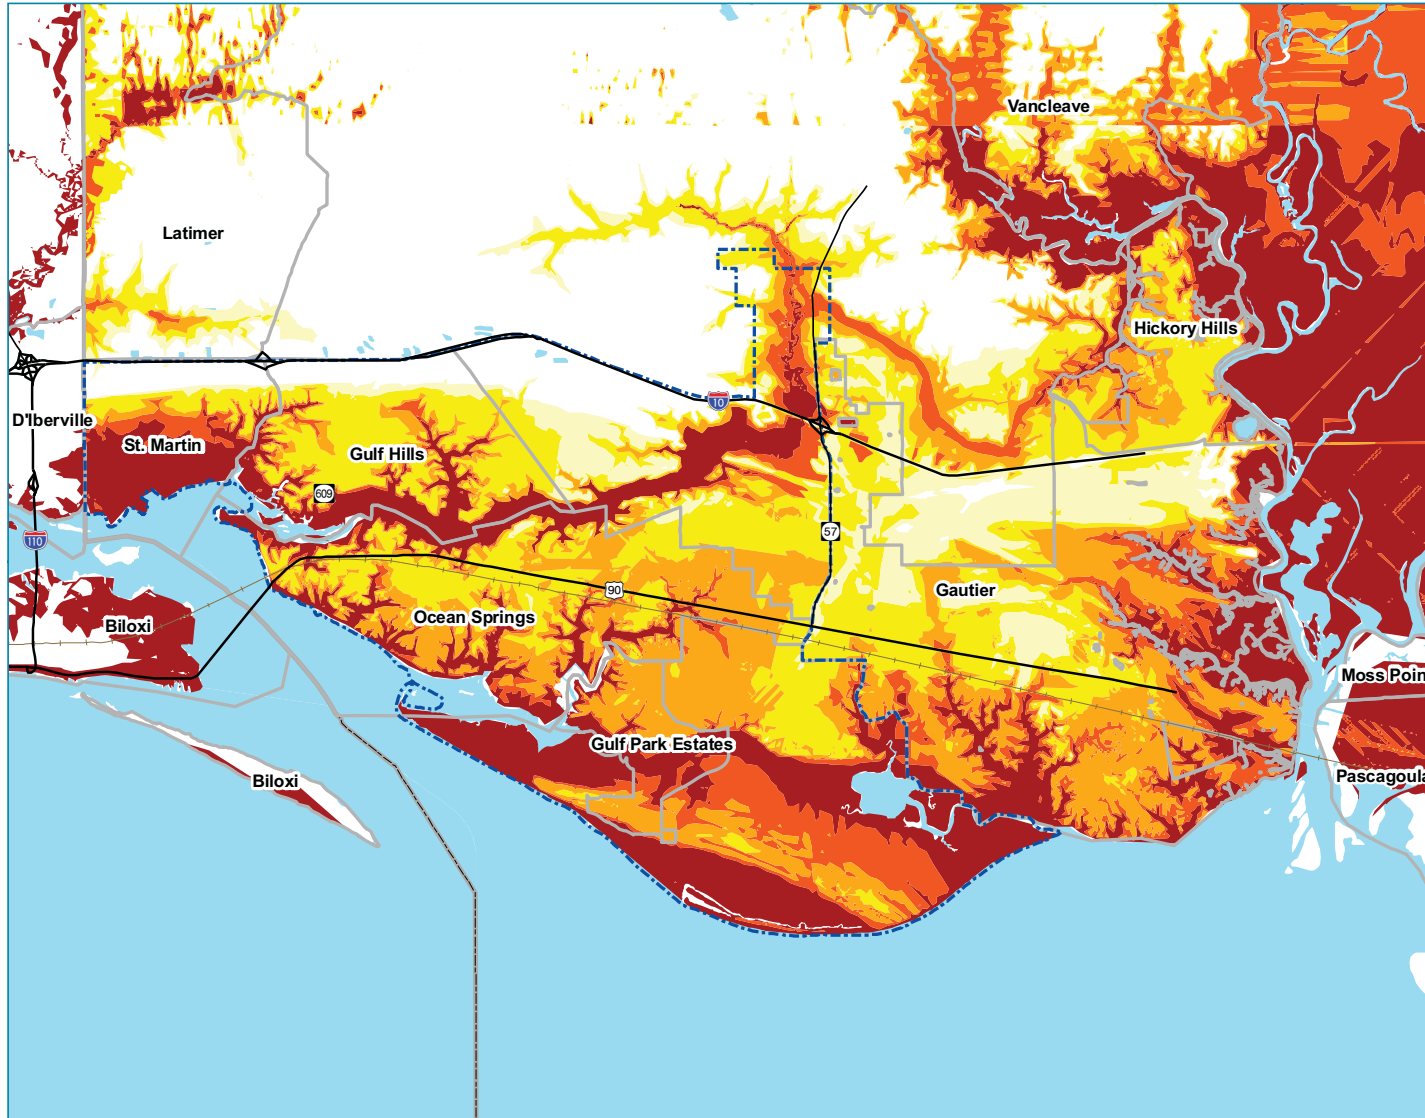 Vancleave
Latimer
Hickory Hills
10
D'Iberville
St. Martin
Gulf Hills
609
57
110
90
Gautier
Ocean Springs
Biloxi
Moss Poin
Gulf Park Estates
Pascagoula
Biloxi